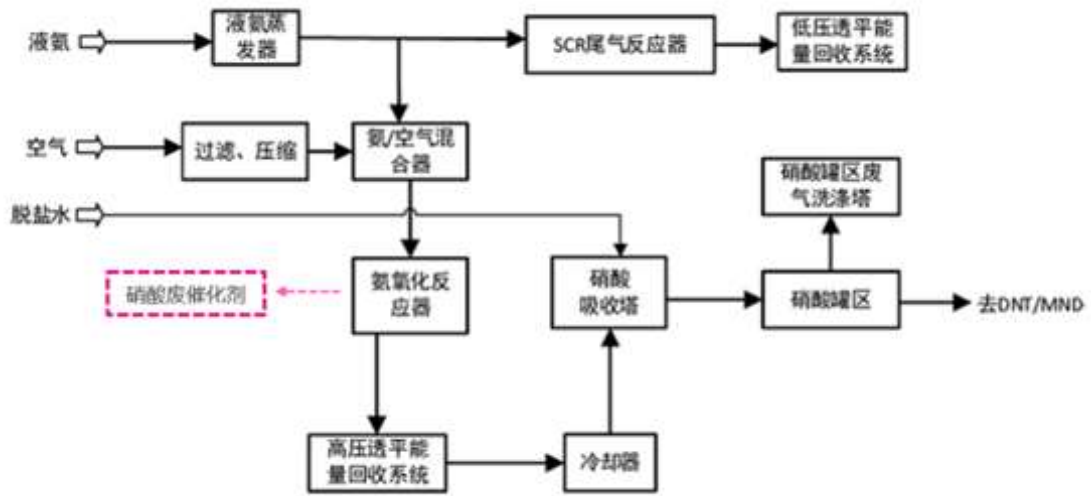 液氨
液氨蒸
发器
SCR尾气反应器
低压透平能
量回收系统
空气
过滤、压缩
氨/空气混
合器
硝酸罐区废
气洗涤塔
脱盐水
硝酸废催化剂
氨氧化反
应器
硝酸
吸收塔
硝酸罐区
去DNT/MND
高压透平能
量回收系统
冷却器